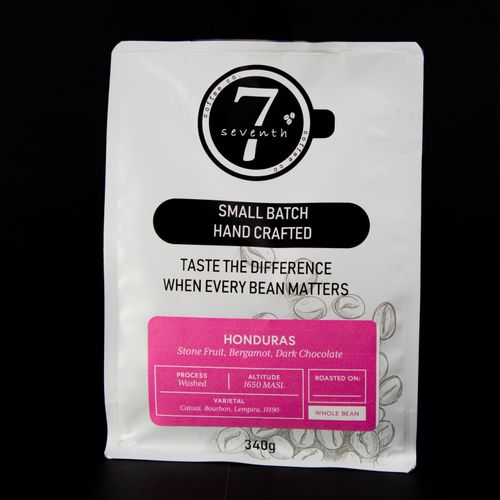 coffee co.
7
seventh
coffee co.
SMALL BATCH
HAND CRAFTED
TASTE THE DIFFERENCE
WHEN EVERY BEAN MATTERS
HONDURAS
Stone Fruit, Bergamot, Dark Chocolate
PROCESS
Washed
ALTITUDE
1650 MASL
ROASTED ON:
VARIETAL
Catuai, Bourbon, Lempira, IH90
WHOLE BEAN
340g